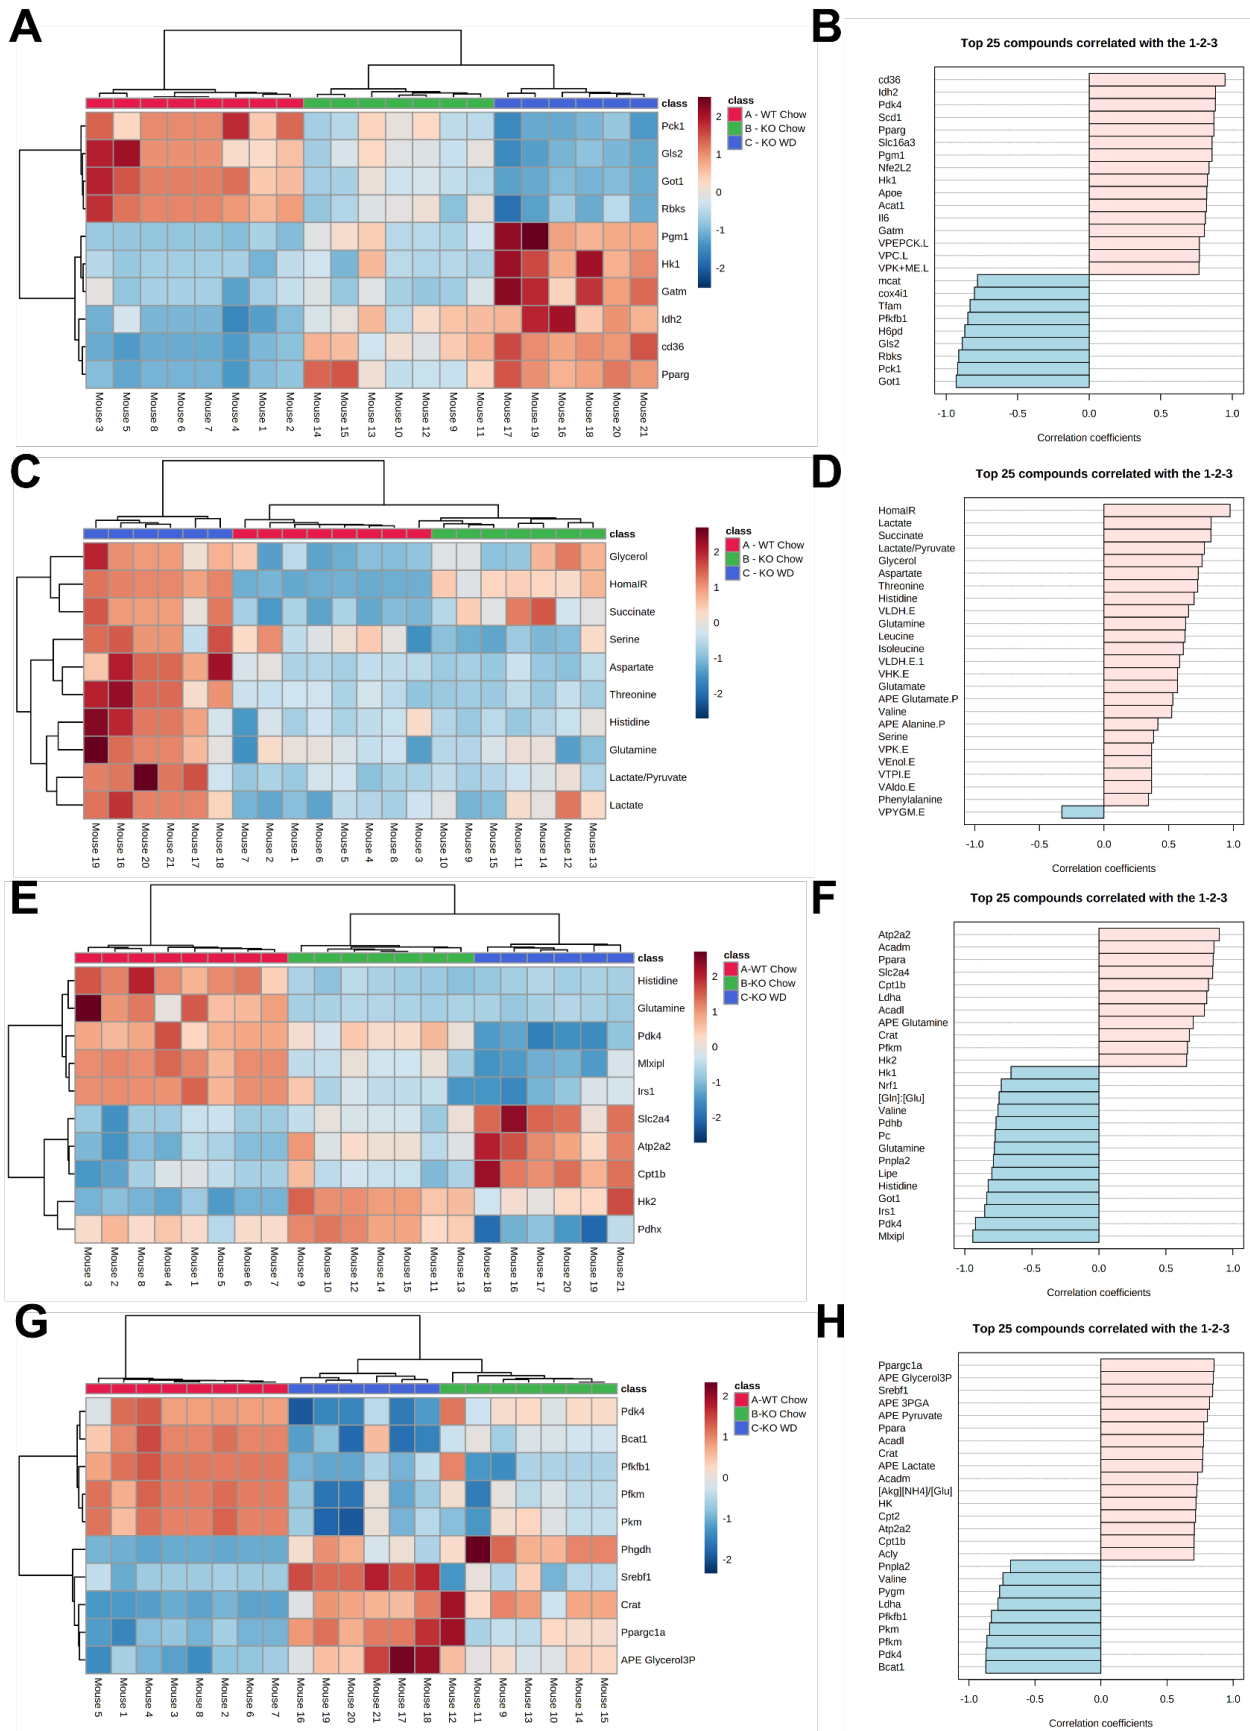 A
class
Pck1
Gls2
Got1
Rbks
Pgm1
Hk1
Gatm
Idh2
cd36
Pparg
Mouse 3
Mouse 5
Mouse 8
Mouse 6
Mouse 7
Mouse 4
Mouse 1
Mouse 2
Mouse 14
Mouse 15
Mouse 13
Mouse 10
Mouse 12
Mouse 9
Mouse 11
Mouse 17
Mouse 19
Mouse 16
Mouse 18
Mouse 20
Mouse 21
2
1
0
-1
-2
class
A - WT Chow
B - KO Chow
C - KO WD
B
Top 25 compounds correlated with the 1-2-3
cd36
Idh2
Pdk4
Scd1
Pparg
Slc16a3
Pgm1
Nfe2L2
Hk1
Apoe
Acat1
Il6
Gatm
VPEPCK.L
VPC.L
VPK+ME.L
mcat
cox4i1
Tfam
Pfkfb1
H6pd
Gls2
Rbks
Pck1
Got1
-1.0 -0.5 0.0 0.5 1.0
Correlation coefficients
C
class
Glycerol
HomaIR
Succinate
Serine
Aspartate
Threonine
Histidine
Glutamine
Lactate/Pyruvate
Lactate
Mouse 19
Mouse 16
Mouse 20
Mouse 21
Mouse 17
Mouse 18
Mouse 7
Mouse 2
Mouse 1
Mouse 6
Mouse 5
Mouse 4
Mouse 8
Mouse 3
Mouse 10
Mouse 9
Mouse 15
Mouse 11
Mouse 14
Mouse 12
Mouse 13
2
1
0
-1
-2
class
A - WT Chow
B - KO Chow
C - KO WD
D
Top 25 compounds correlated with the 1-2-3
HomaIR
Lactate
Succinate
Lactate/Pyruvate
Glycerol
Aspartate
Threonine
Histidine
VLDH.E
Glutamine
Leucine
Isoleucine
VLDH.E.1
VHK.E
Glutamate
APE Glutamate.P
Valine
APE Alanine.P
Serine
VPK.E
VEnol.E
VTPI.E
VAldo.E
Phenylalanine
VPYGM.E
-1.0 -0.5 0.0 0.5 1.0
Correlation coefficients
E
class
Histidine
Glutamine
Pdk4
Mlxipl
Irs1
Slc2a4
Atp2a2
Cpt1b
Hk2
Pdhx
Mouse 3
Mouse 2
Mouse 8
Mouse 4
Mouse 1
Mouse 5
Mouse 6
Mouse 7
Mouse 9
Mouse 10
Mouse 12
Mouse 14
Mouse 15
Mouse 11
Mouse 13
Mouse 18
Mouse 16
Mouse 17
Mouse 20
Mouse 19
Mouse 21
2
1
0
-1
-2
class
A-WT Chow
B-KO Chow
C-KO WD
F
Top 25 compounds correlated with the 1-2-3
Atp2a2
Acadm
Ppara
Slc2a4
Cpt1b
Ldha
Acadl
APE Glutamine
Crat
Pfkm
Hk2
Hk1
Nrf1
[Gln]:[Glu]
Valine
Pdhb
Pc
Glutamine
Pnpla2
Lipe
Histidine
Got1
Irs1
Pdk4
Mlxipl
-1.0 -0.5 0.0 0.5 1.0
Correlation coefficients
G
class
Pdk4
Bcat1
Pfkfb1
Pfkm
Pkm
Phgdh
Srebf1
Crat
Ppargc1a
APE Glycerol3P
Mouse 5
Mouse 1
Mouse 4
Mouse 3
Mouse 8
Mouse 2
Mouse 6
Mouse 7
Mouse 16
Mouse 19
Mouse 20
Mouse 21
Mouse 17
Mouse 18
Mouse 12
Mouse 11
Mouse 9
Mouse 13
Mouse 10
Mouse 14
Mouse 15
2
1
0
-1
-2
class
A-WT Chow
B-KO Chow
C-KO WD
H
Top 25 compounds correlated with the 1-2-3
Ppargc1a
APE Glycerol3P
Srebf1
APE 3PGA
APE Pyruvate
Ppara
Acadl
Crat
APE Lactate
Acadm
[Akg][NH4]/[Glu]
HK
Cpt2
Atp2a2
Cpt1b
Acly
Pnpla2
Valine
Pygm
Ldha
Pfkfb1
Pkm
Pfkm
Pdk4
Bcat1
-1.0 -0.5 0.0 0.5 1.0
Correlation coefficients